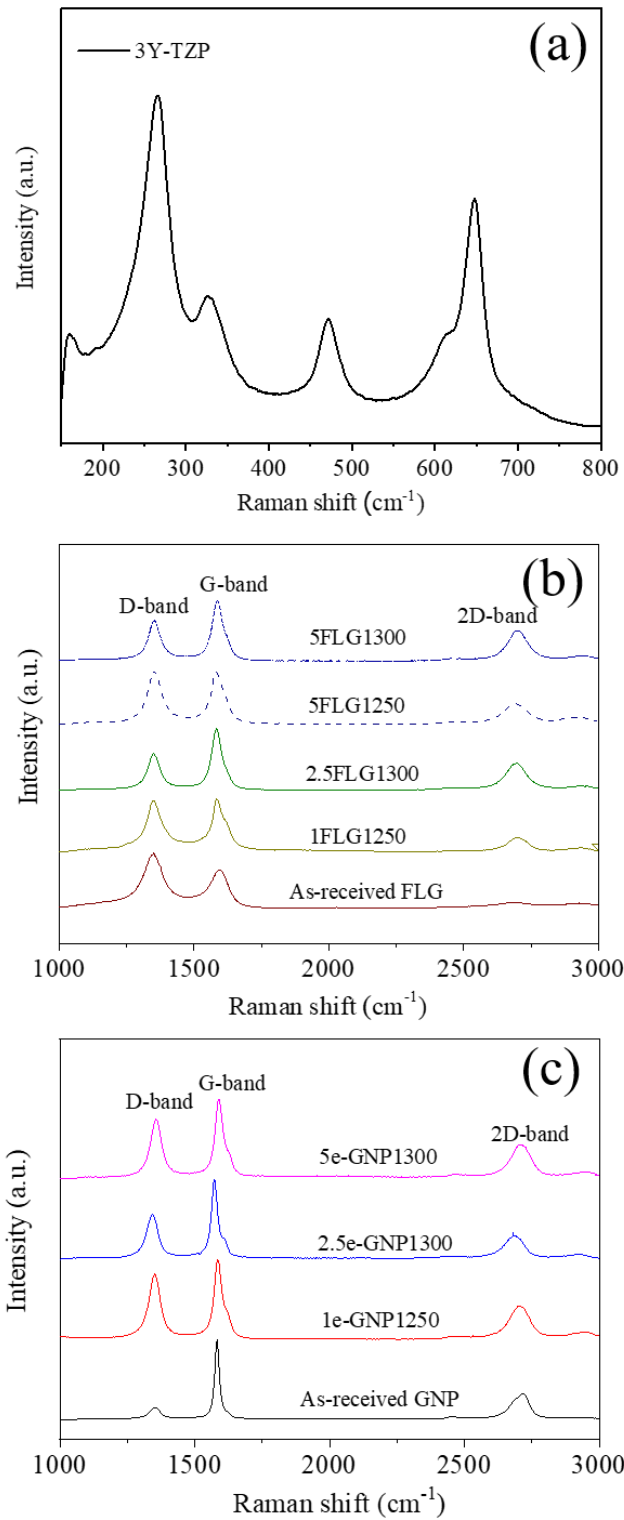 (a)
3Y-TZP
Intensity (a.u.)
200 300 400 500 600 700 800
Raman shift (cm⁻¹)
(b)
G-band
D-band
2D-band
5FLG1300
5FLG1250
2.5FLG1300
1FLG1250
As-received FLG
Intensity (a.u.)
1000 1500 2000 2500 3000
Raman shift (cm⁻¹)
(c)
G-band
D-band
2D-band
5e-GNP1300
2.5e-GNP1300
1e-GNP1250
As-received GNP
Intensity (a.u.)
1000 1500 2000 2500 3000
Raman shift (cm⁻¹)